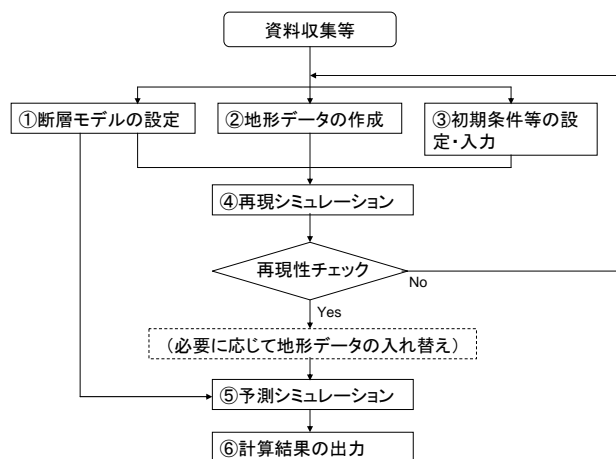 資料収集等
①断層モデルの設定
②地形データの作成
③初期条件等の設
定・入力
④再現シミュレーション
再現性チェック
No
Yes
（必要に応じて地形データの入れ替え）
⑤予測シミュレーション
⑥計算結果の出力